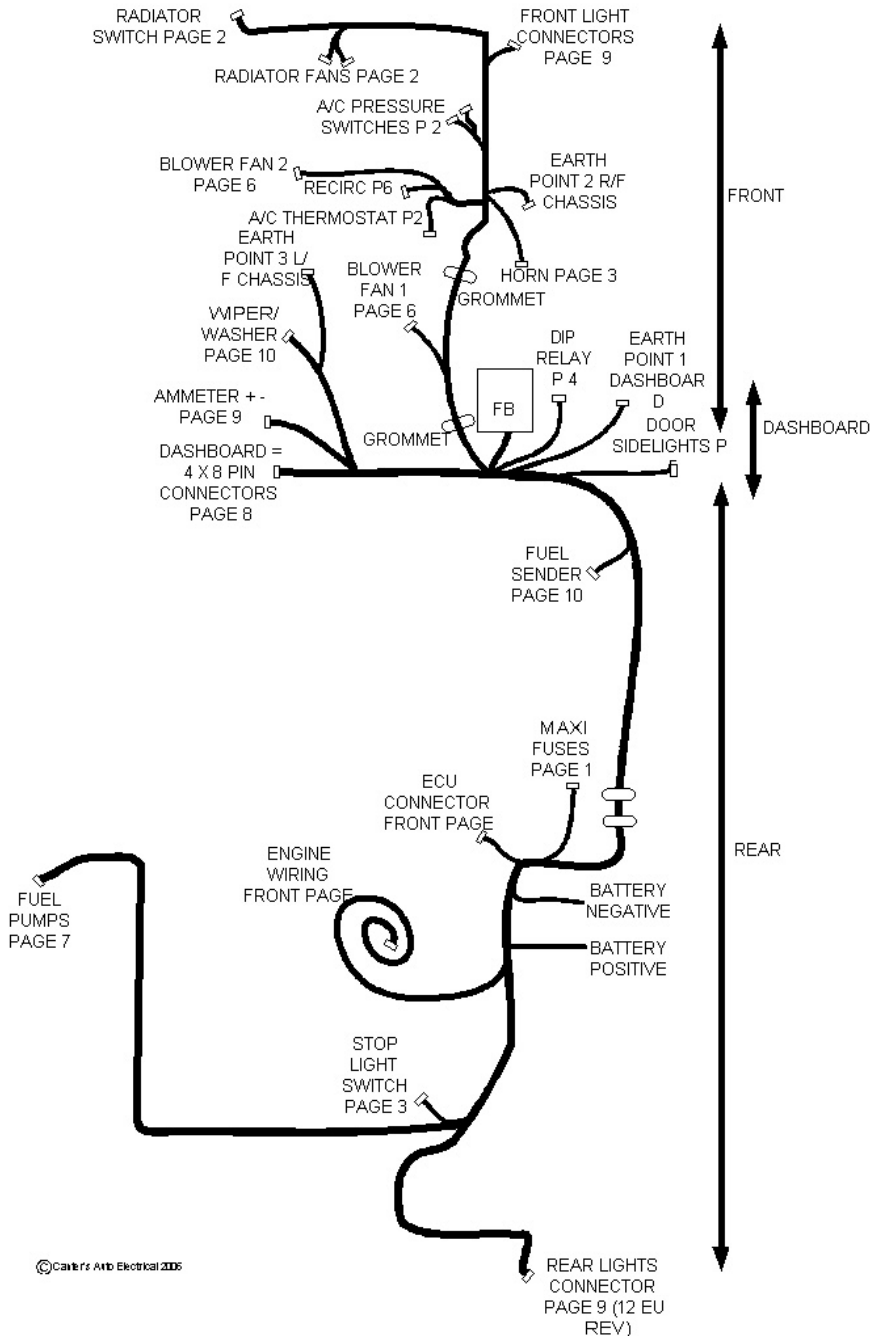 RADIATOR
SWITCH PAGE 2
FRONT LIGHT
CONNECTORS
PAGE 9
RADIATOR FANS PAGE 2
A/C PRESSURE
SWITCHES P 2
BLOWER FAN 2
PAGE 6
RECIRC P6
EARTH
POINT 2 R/F
CHASSIS
FRONT
A/C THERMOSTAT P2
EARTH
POINT 3 L/
F CHASSIS
BLOWER
FAN 1
PAGE 6
HORN PAGE 3
GROMMET
WIPER/
WASHER
PAGE 10
DIP
RELAY
P 4
EARTH
POINT 1
DASHBOAR
D
AMMETER + -
PAGE 9
FB
GROMMET
DOOR
SIDELIGHTS P
DASHBOARD
DASHBOARD =
4 X 8 PIN
CONNECTORS
PAGE 8
FUEL
SENDER
PAGE 10
MAXI
FUSES
PAGE 1
ECU
CONNECTOR
FRONT PAGE
REAR
ENGINE
WIRING
FRONT PAGE
FUEL
PUMPS
PAGE 7
BATTERY
NEGATIVE
BATTERY
POSITIVE
STOP
LIGHT
SWITCH
PAGE 3
© Canter's Auto Electrical 2006
REAR LIGHTS
CONNECTOR
PAGE 9 (12 EU
REV)